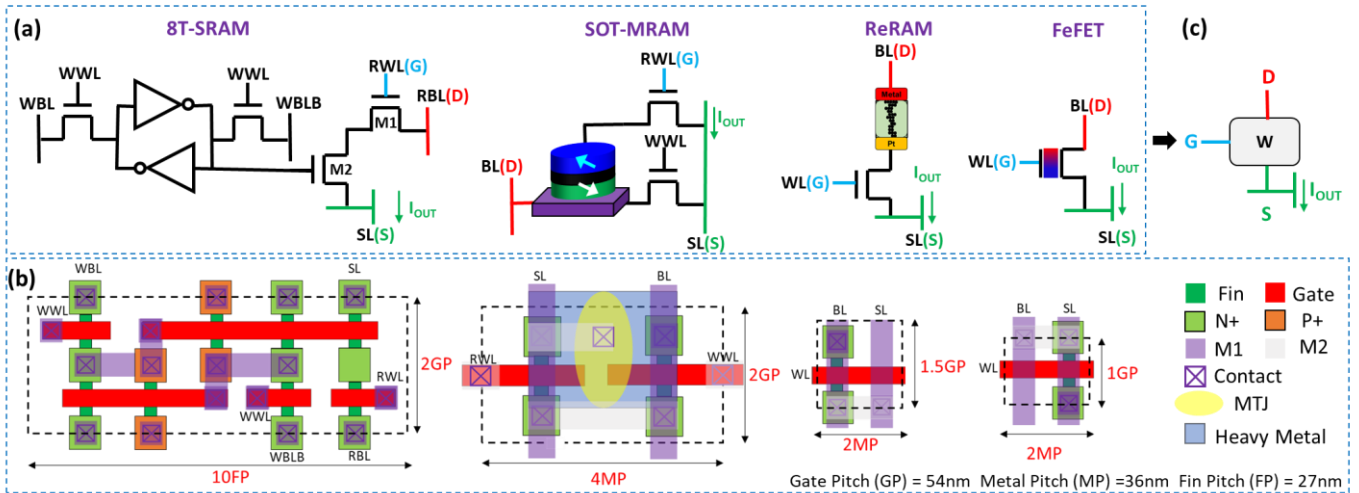 (a)
8T-SRAM
SOT-MRAM
ReRAM
FeFET
(c)
WWL
WBL
WWL
WBLB
RWL(G)
RBL(D)
M1
M2
IOUT
SL(S)
RWL(G)
IOUT
WWL
BL(D)
SL(S)
BL(D)
Metal
Pt
WL(G)
IOUT
SL(S)
BL(D)
WL(G)
IOUT
SL(S)
D
G
W
IOUT
S
(b)
WBL
SL
WWL
2GP
RWL
WWL
WBLB
RBL
10FP
SL
BL
RWL
WWL
2GP
4MP
BL
SL
WL
1.5GP
2MP
BL
SL
WL
1GP
2MP
Fin
Gate
N+
P+
M1
M2
Contact
MTJ
Heavy Metal
Gate Pitch (GP) = 54nm Metal Pitch (MP) =36nm Fin Pitch (FP) = 27nm